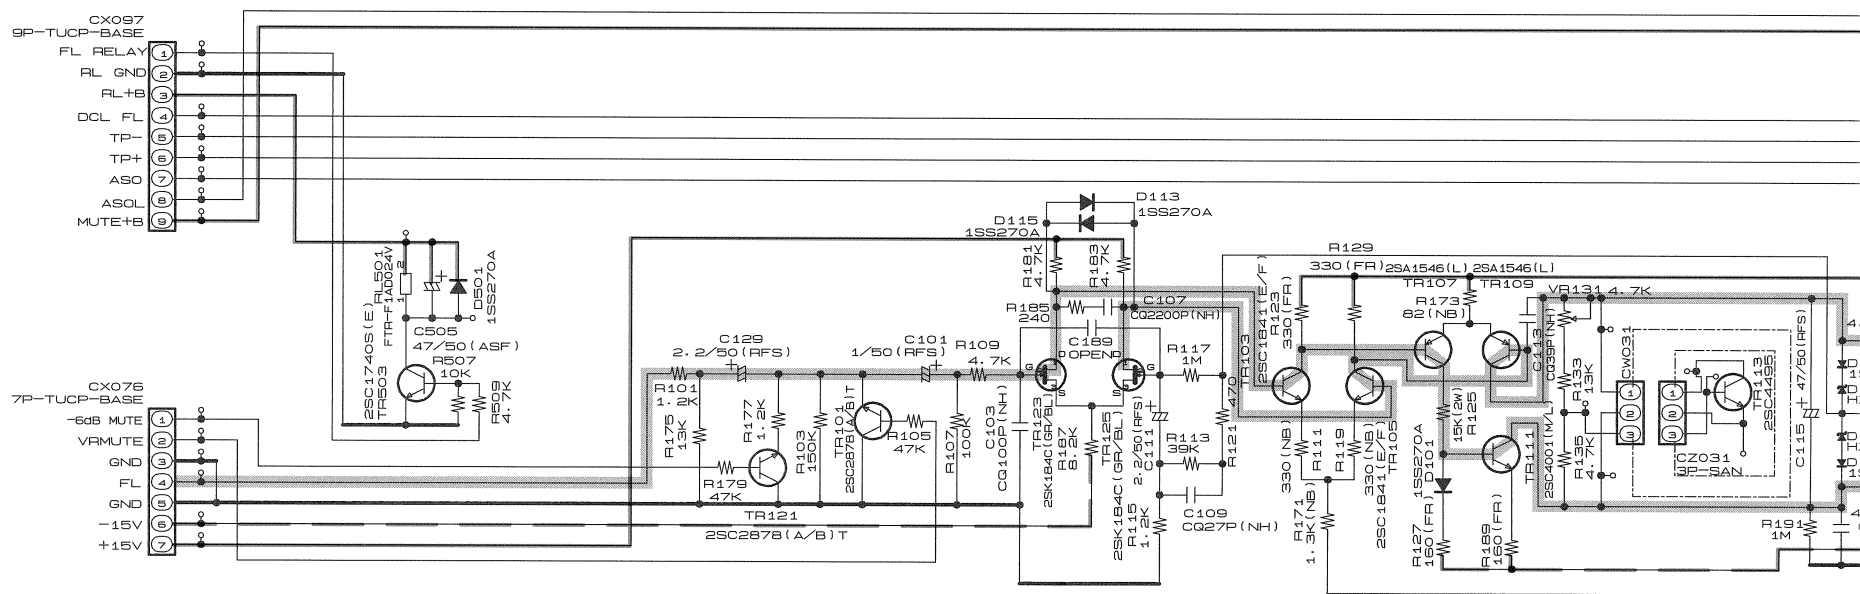 CX097
9P-TUCP-BASE
FL RELAY
1
RL GND
2
RL+B
3
DCL FL
4
TP-
5
TP+
6
ASO
7
ASOL
8
MUTE+B
9
RL501
FTR-F1AD024V
2
1
D501
1SS270A
C505
47/50(ASF)
2SC1740S(E)
TR503
R507
10K
R509
4.7K
CX076
7P-TUCP-BASE
-6dB MUTE
1
VRMUTE
2
GND
3
FL
4
GND
5
-15V
6
+15V
7
R101
1.2K
R175
13K
C129
2.2/50(RFS)
R177
1.2K
R179
47K
TR121
2SC2878(A/B)T
R103
150K
TR101
2SC2878(A/B)T
R105
47K
C101
1/50(RFS)
R107
100K
R109
4.7K
C103
CQ100P(NH)
D113
1SS270A
D115
1SS270A
R181
4.7K
R183
4.7K
R185
240
C107
CQ2200P(NH)
C189
OPEN
G
D
S
D
G
S
TR123
2SK184C(GR/BL)
R187
8.2K
TR125
2SK184C(GR/BL)
R115
1.2K
C111
2.2/50(RFS)
R117
1M
R113
39K
C109
CQ27P(NH)
R121
470
TR103
2SC1841(E/F)
R123
330(FR)
R129
330(FR)
R111
330(NB)
R119
330(NB)
TR105
2SC1841(E/F)
R171
1.3K(NB)
2SA1546(L)
TR107
2SA1546(L)
TR109
R173
82(NB)
C113
CQ39P(NH)
R125
15K(2W)
D101
1SS270A
R127
160(FR)
R189
160(FR)
TR111
2SC4001(M/L)
VR131 4.7K
R133
13K
R135
4.7K
CW031
1
2
3
1
2
3
CZ031
3P-SAN
TR113
2SC4495
C115
47/50(RFS)
R191
1M